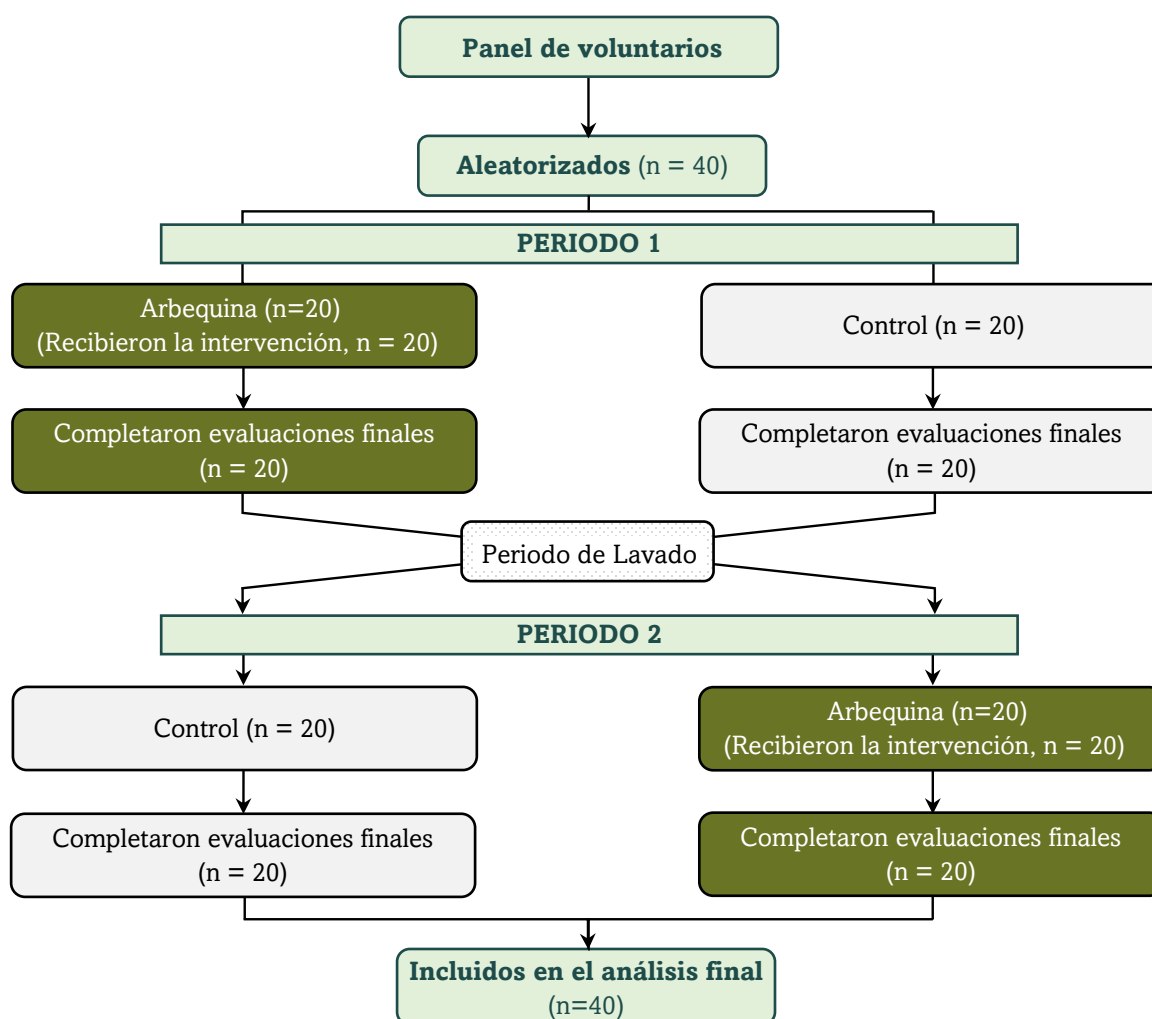 Panel de voluntarios
Aleatorizados (n = 40)
PERIODO 1
Arbequina (n=20)
(Recibieron la intervención, n = 20)
Control (n = 20)
Completaron evaluaciones finales
(n = 20)
Completaron evaluaciones finales
(n = 20)
Periodo de Lavado
PERIODO 2
Control (n = 20)
Arbequina (n=20)
(Recibieron la intervención, n = 20)
Completaron evaluaciones finales
(n = 20)
Completaron evaluaciones finales
(n = 20)
Incluidos en el análisis final
(n=40)